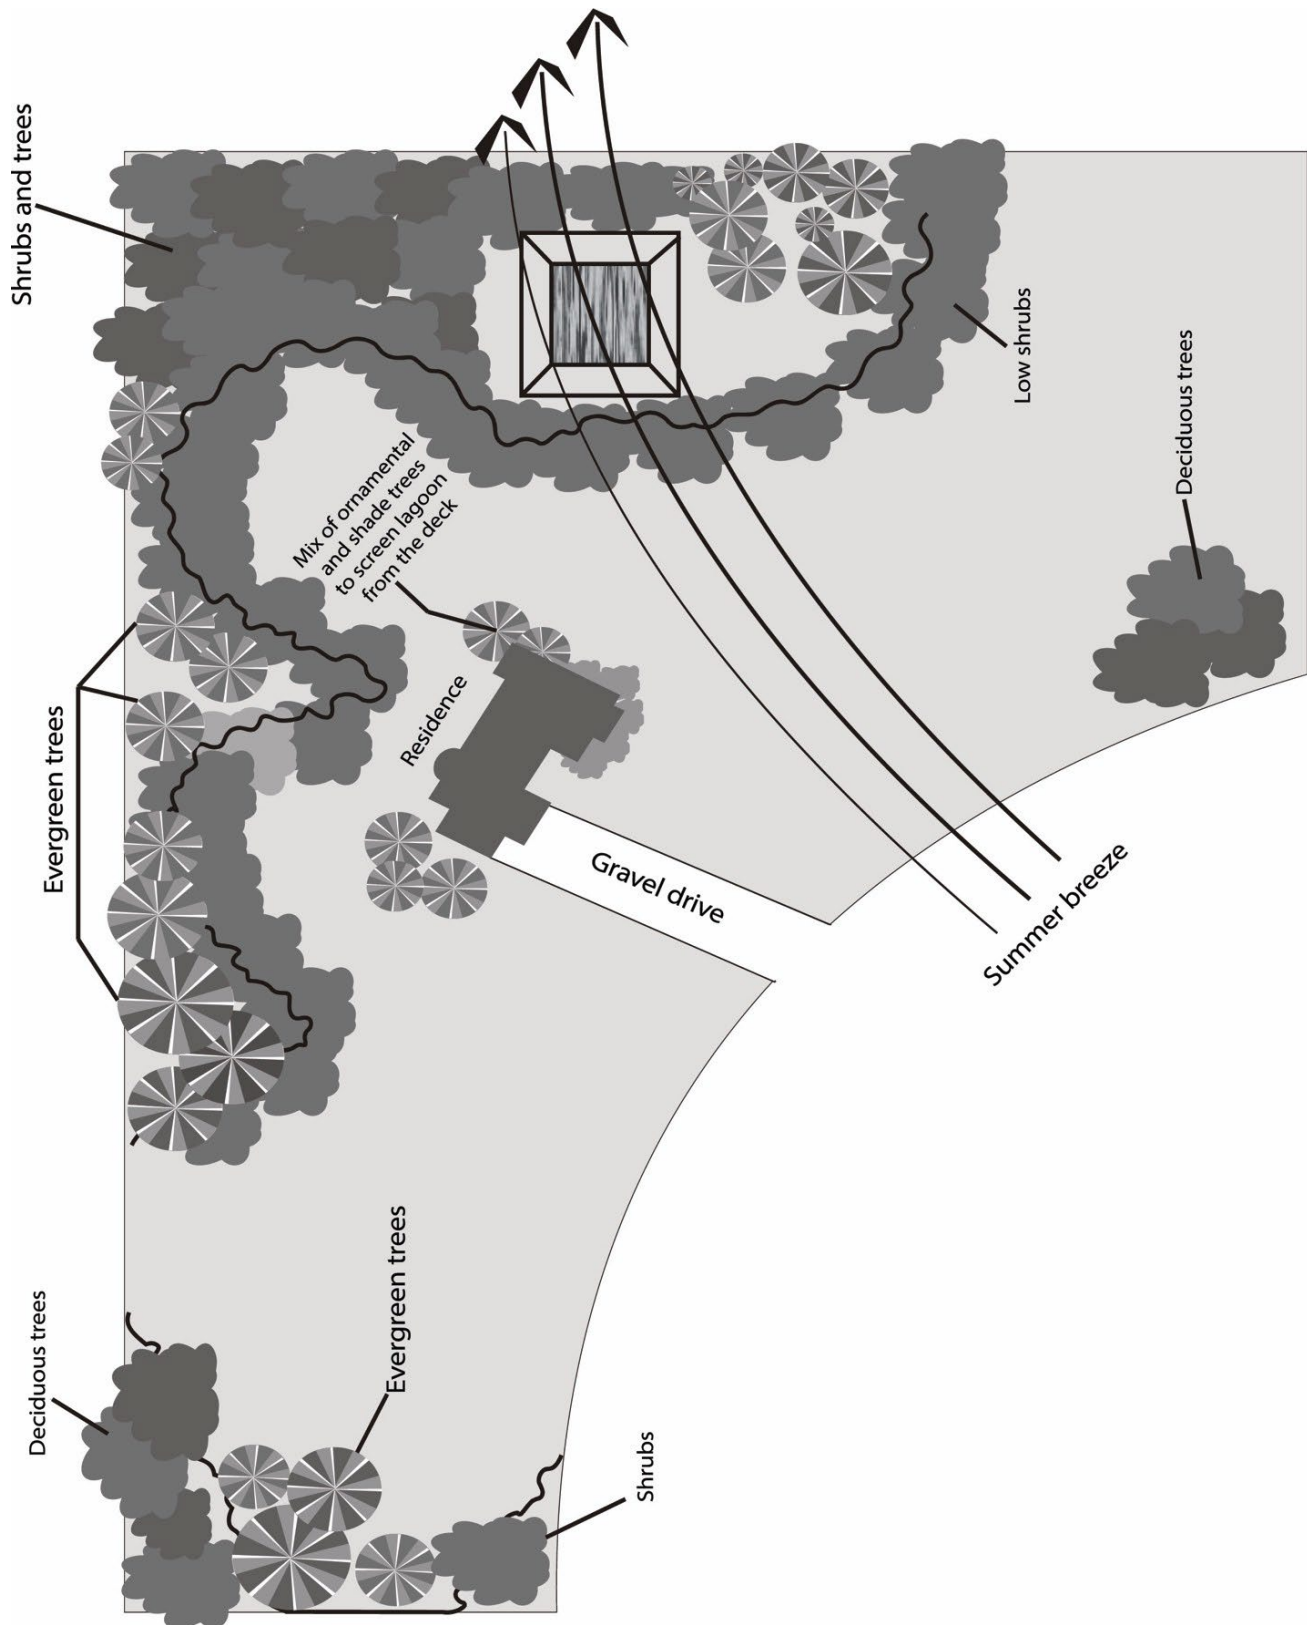 Shrubs and trees
Low shrubs
Deciduous trees
Mix of ornamental
and shade trees
to screen lagoon
from the deck
Residence
Evergreen trees
Gravel drive
Summer breeze
Evergreen trees
Deciduous trees
Shrubs